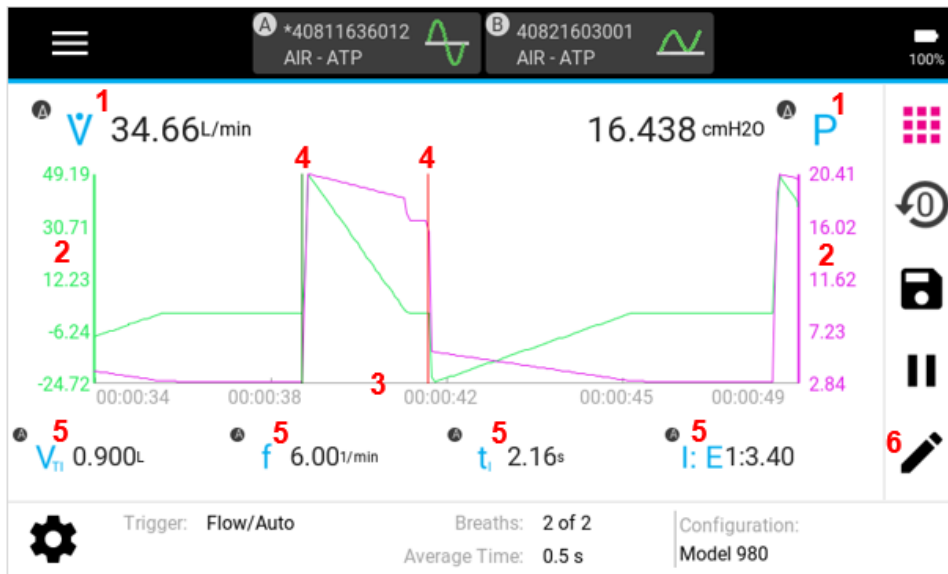 A *40811636012
AIR - ATP
B 40821603001
AIR - ATP
100%
A V̇ 1 34.66 L/min
16.438 cmH2O A P 1
4 4
49.19 20.41
30.71 16.02
2 2
12.23 11.62
-6.24 7.23
-24.72 2.84
3
00:00:34 00:00:38 00:00:42 00:00:45 00:00:49
0
A VTI 5 0.900L
A f 5 6.00 1/min
A tI 5 2.16s
A I: E 5 1:3.40
6
Trigger: Flow/Auto
Breaths: 2 of 2
Average Time: 0.5 s
Configuration:
Model 980